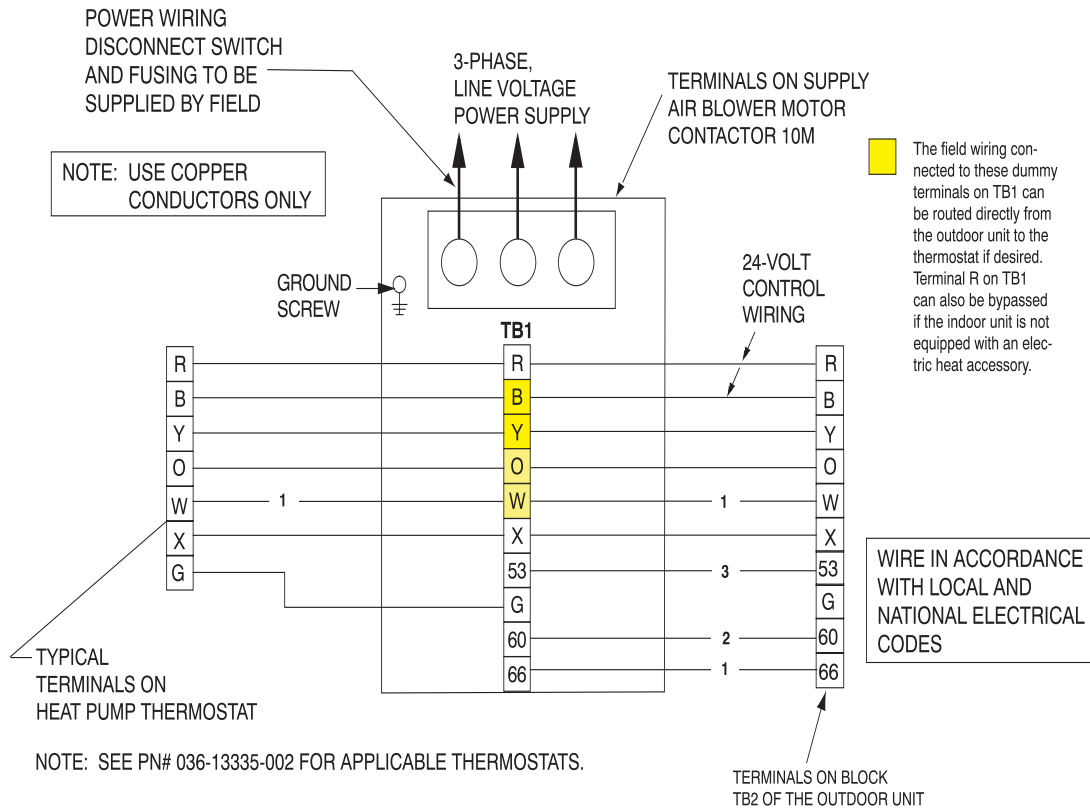 POWER WIRING
DISCONNECT SWITCH
AND FUSING TO BE
SUPPLIED BY FIELD
3-PHASE,
LINE VOLTAGE
POWER SUPPLY
TERMINALS ON SUPPLY
AIR BLOWER MOTOR
CONTACTOR 10M
NOTE: USE COPPER
CONDUCTORS ONLY
The field wiring con-
nected to these dummy
terminals on TB1 can
be routed directly from
the outdoor unit to the
thermostat if desired.
Terminal R on TB1
can also be bypassed
if the indoor unit is not
equipped with an elec-
tric heat accessory.
GROUND
SCREW
24-VOLT
CONTROL
WIRING
TB1
R R R
B B B
Y Y Y
O O O
W 1 W 1 W
X X X
G 53 3 53
G G
60 2 60
66 1 66
WIRE IN ACCORDANCE
WITH LOCAL AND
NATIONAL ELECTRICAL
CODES
TYPICAL
TERMINALS ON
HEAT PUMP THERMOSTAT
NOTE: SEE PN# 036-13335-002 FOR APPLICABLE THERMOSTATS.
TERMINALS ON BLOCK
TB2 OF THE OUTDOOR UNIT